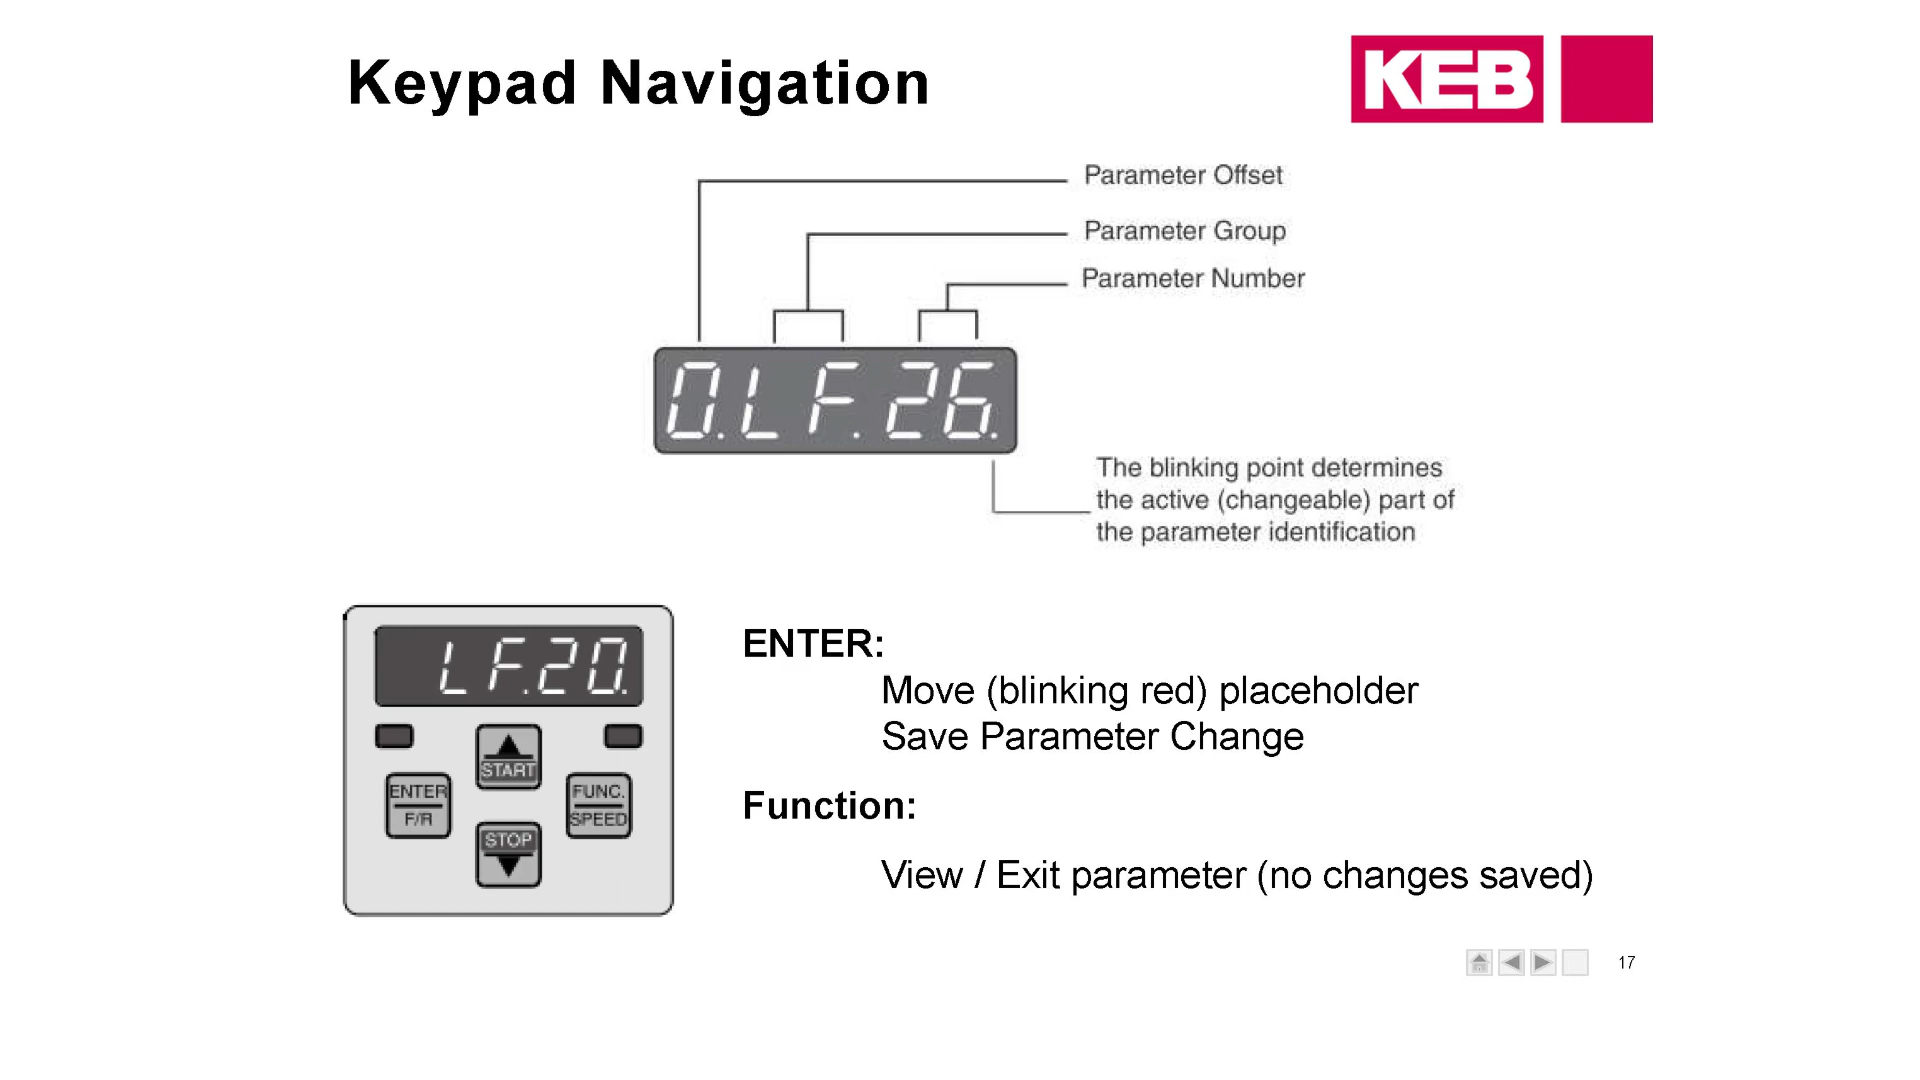 Keypad Navigation
KEB
Parameter Offset
Parameter Group
Parameter Number
0.LF.26.
The blinking point determines
the active (changeable) part of
the parameter identification
LF.20.
START
ENTER
F/R
FUNC.
SPEED
STOP
ENTER:
Move (blinking red) placeholder
Save Parameter Change
Function:
View / Exit parameter (no changes saved)
17